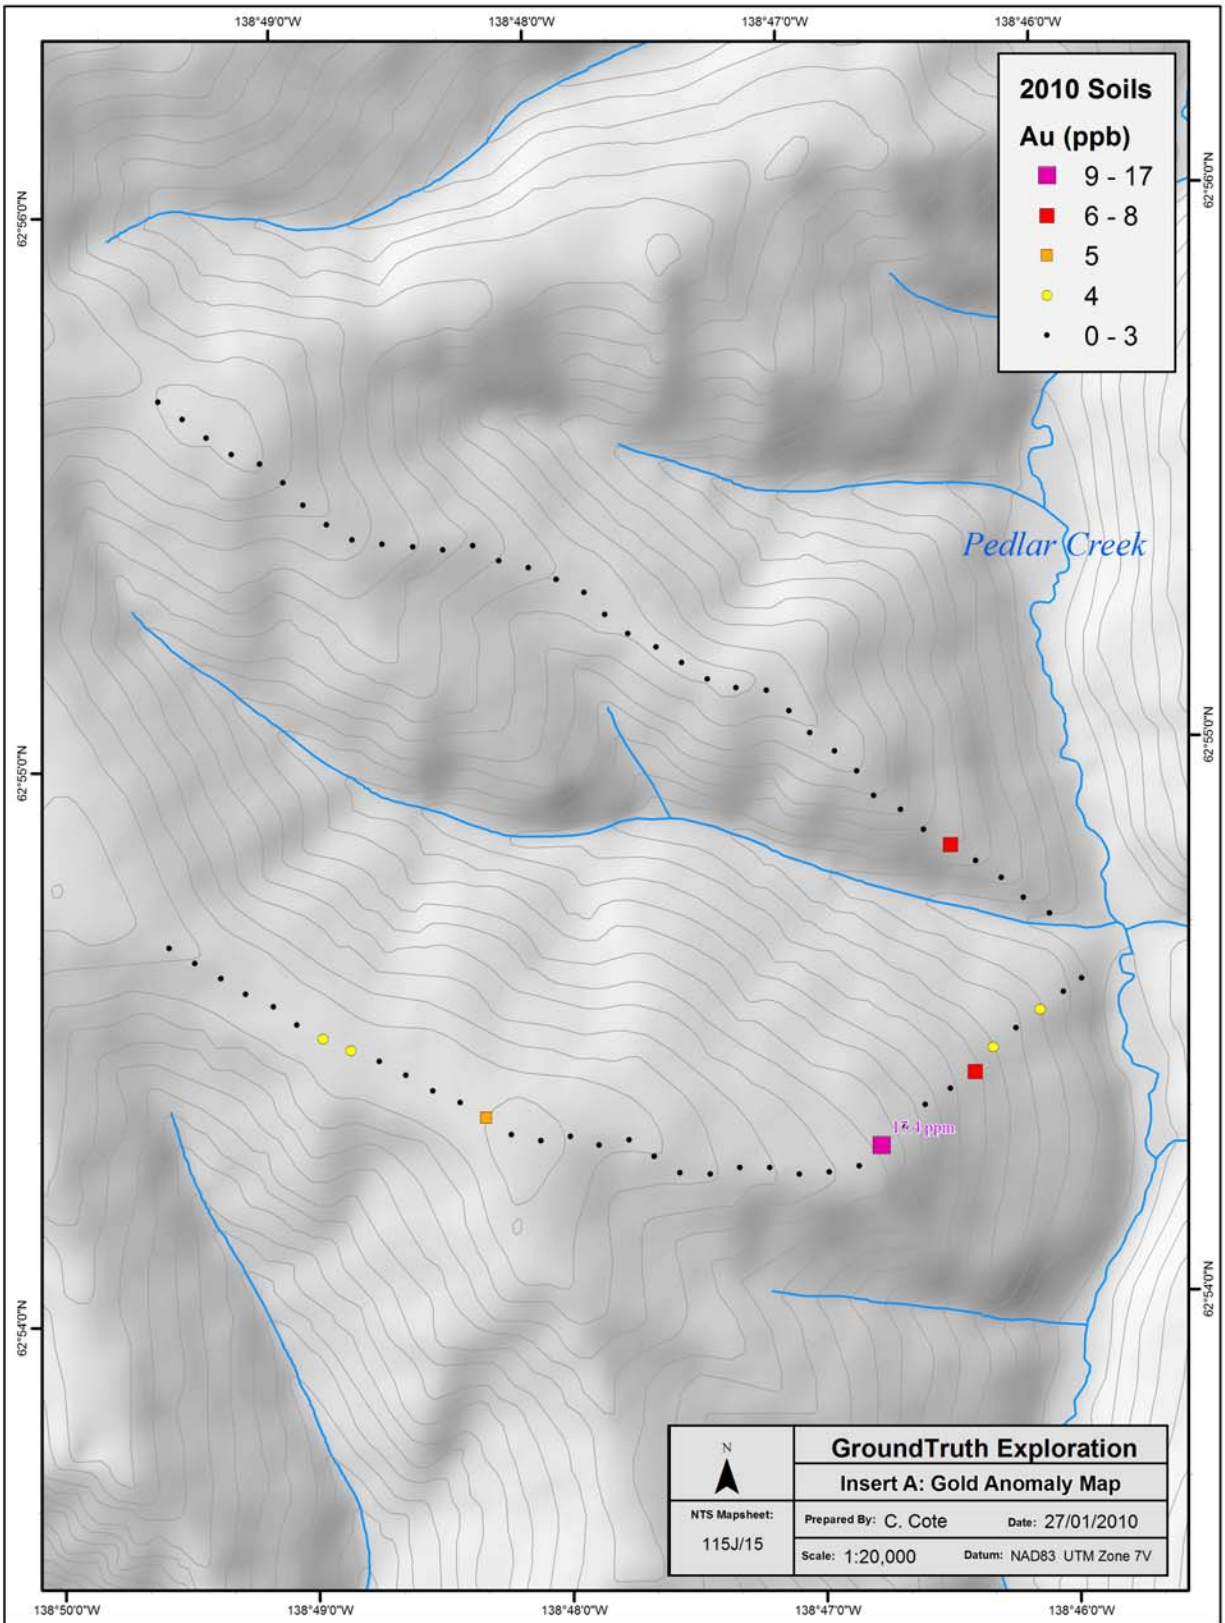 138°49'0"W 138°48'0"W 138°47'0"W 138°46'0"W
2010 Soils
Au (ppb)
9 - 17
6 - 8
5
4
0 - 3
62°56'0"N
62°56'0"N
Pedlar Creek
62°55'0"N
62°55'0"N
17.4 ppm
62°54'0"N
62°54'0"N
N
NTS Mapsheet:
115J/15
GroundTruth Exploration
Insert A: Gold Anomaly Map
Prepared By: C. Cote Date: 27/01/2010
Scale: 1:20,000 Datum: NAD83 UTM Zone 7V
138°50'0"W 138°49'0"W 138°48'0"W 138°47'0"W 138°46'0"W